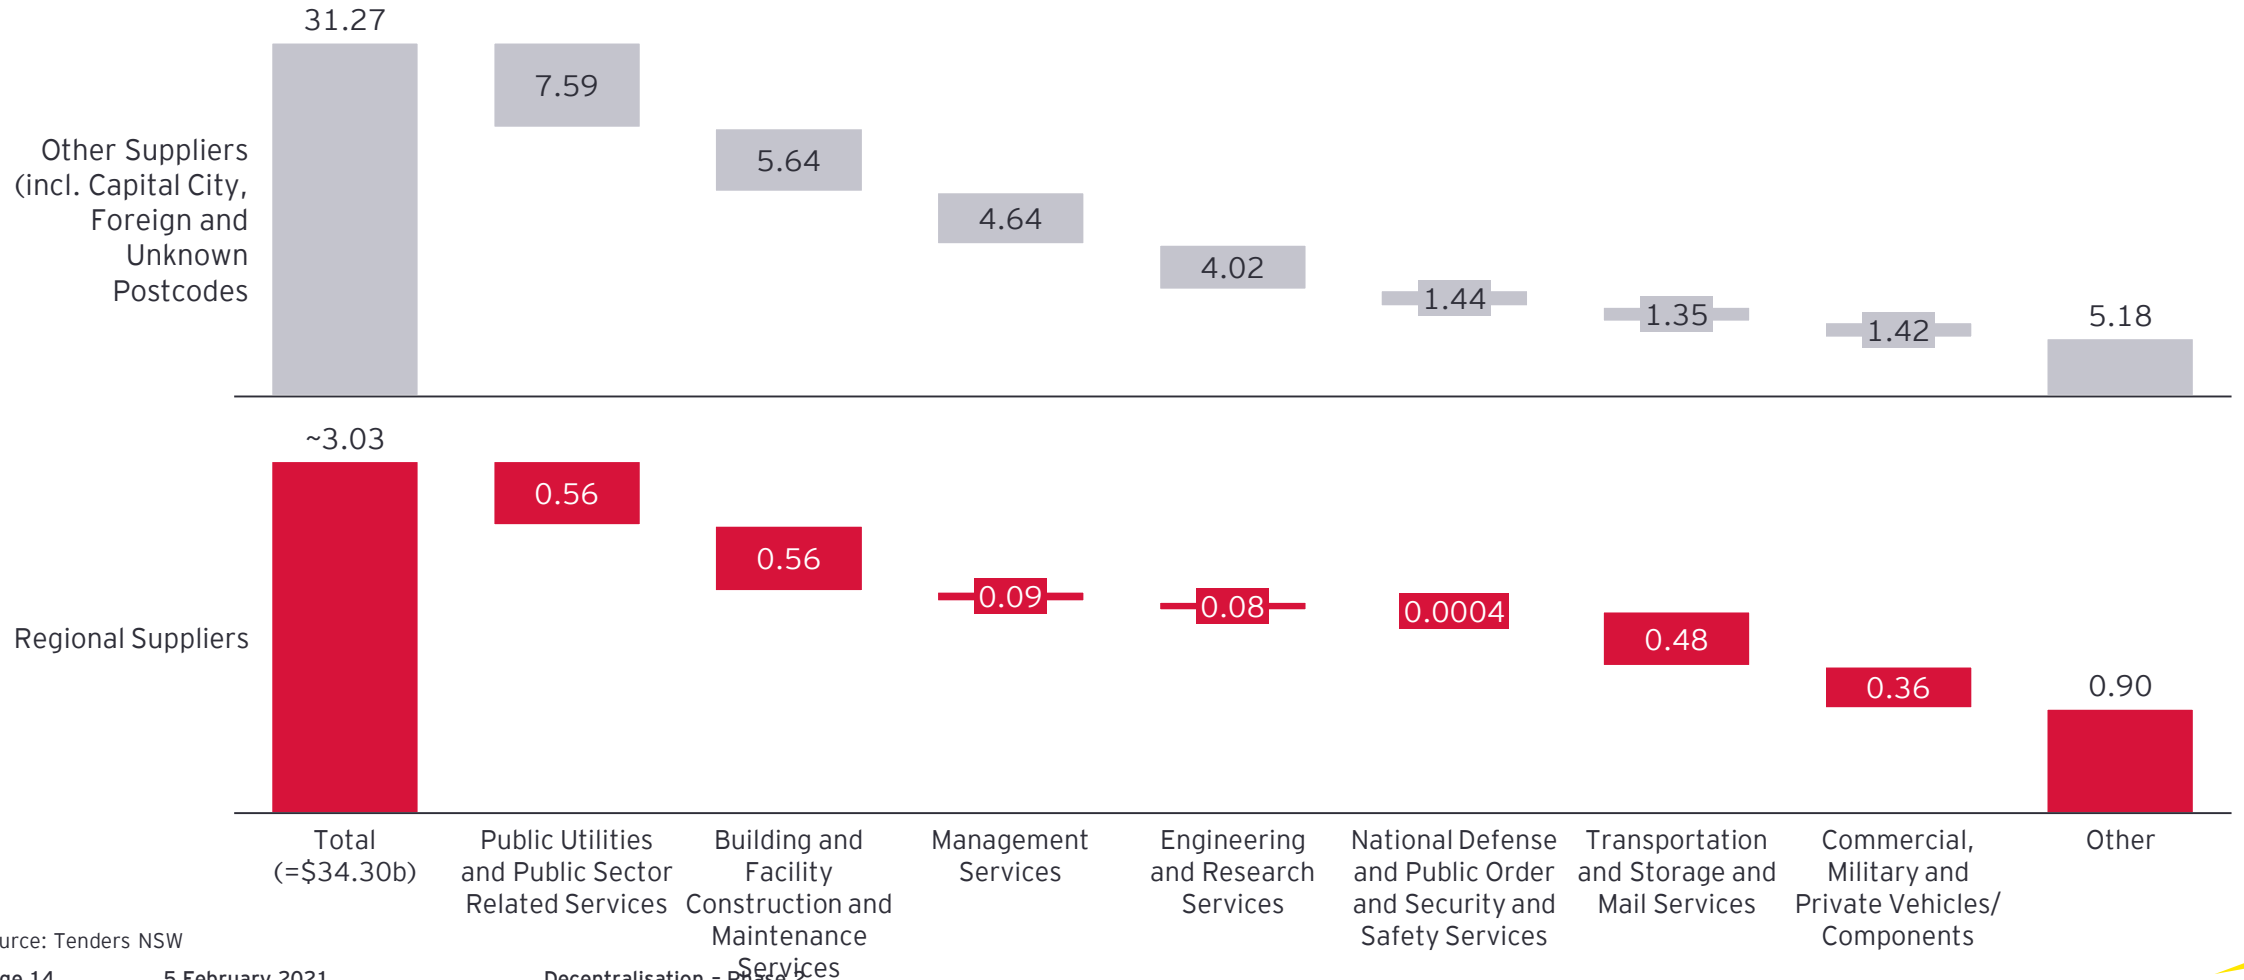 31.27
7.59
5.64
4.64
4.02
1.44
1.35
1.42
5.18
Other Suppliers
(incl. Capital City,
Foreign and
Unknown
Postcodes
~3.03
0.56
0.56
0.09
0.08
0.0004
0.48
0.36
0.90
Regional Suppliers
Total
(=$34.30b)
Public Utilities
and Public Sector
Related Services
Building and
Facility
Construction and
Maintenance
Services
Management
Services
Engineering
and Research
Services
National Defense
and Public Order
and Security and
Safety Services
Transportation
and Storage and
Mail Services
Commercial,
Military and
Private Vehicles/
Components
Other
ource: Tenders NSW
ge 14 5 February 2021 Decentralisation – Phase 2